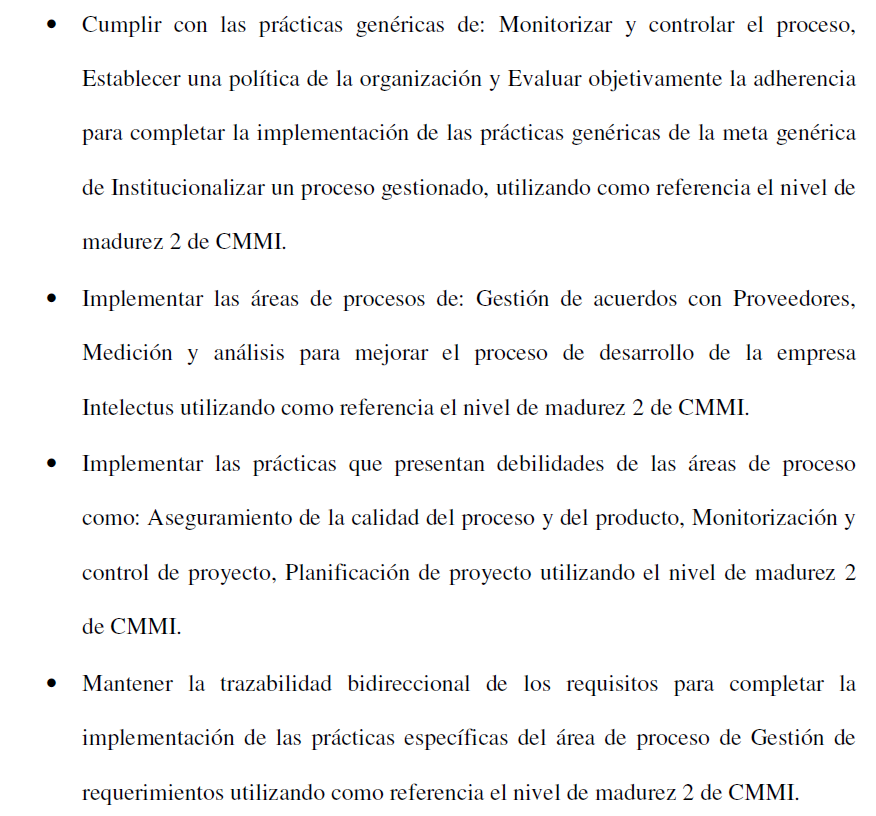 • Cumplir con las prácticas genéricas de: Monitorizar y controlar el proceso,
Establecer una política de la organización y Evaluar objetivamente la adherencia
para completar la implementación de las prácticas genéricas de la meta genérica
de Institucionalizar un proceso gestionado, utilizando como referencia el nivel de
madurez 2 de CMMI.
• Implementar las áreas de procesos de: Gestión de acuerdos con Proveedores,
Medición y análisis para mejorar el proceso de desarrollo de la empresa
Intelectus utilizando como referencia el nivel de madurez 2 de CMMI.
• Implementar las prácticas que presentan debilidades de las áreas de proceso
como: Aseguramiento de la calidad del proceso y del producto, Monitorización y
control de proyecto, Planificación de proyecto utilizando el nivel de madurez 2
de CMMI.
• Mantener la trazabilidad bidireccional de los requisitos para completar la
implementación de las prácticas específicas del área de proceso de Gestión de
requerimientos utilizando como referencia el nivel de madurez 2 de CMMI.